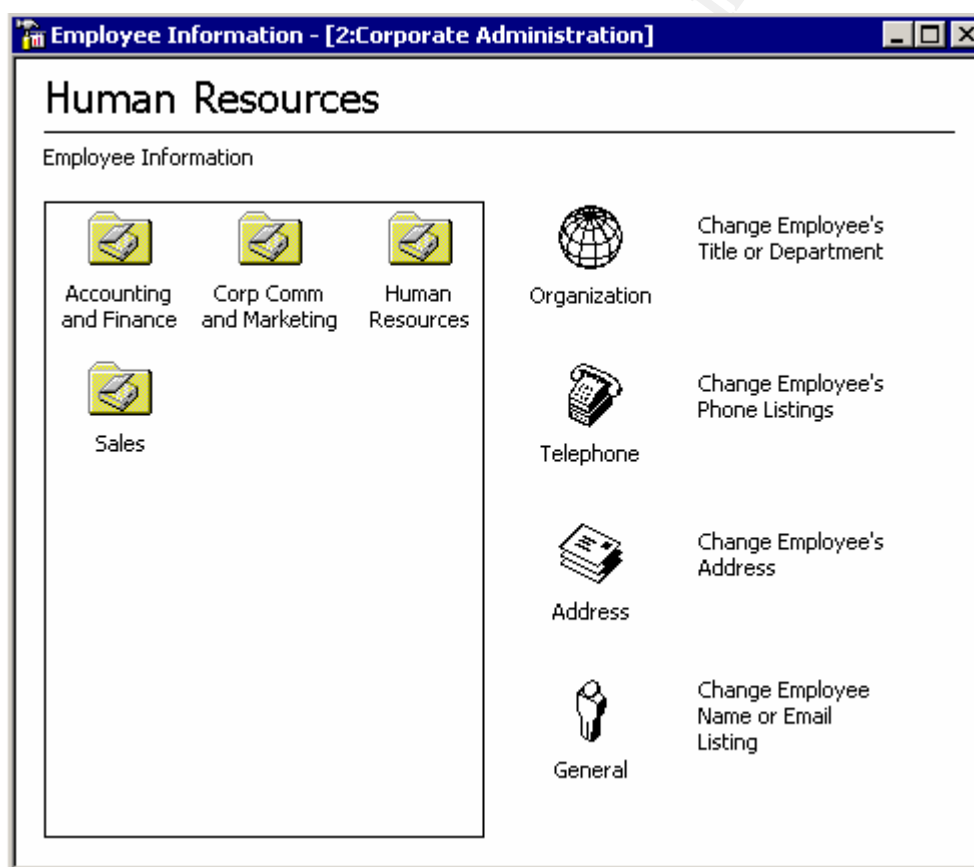 Employee Information - [2:Corporate Administration]
Human Resources
Employee Information
Accounting
and Finance
Corp Comm
and Marketing
Human
Resources
Sales
Organization
Change Employee's
Title or Department
Telephone
Change Employee's
Phone Listings
Address
Change Employee's
Address
General
Change Employee
Name or Email
Listing